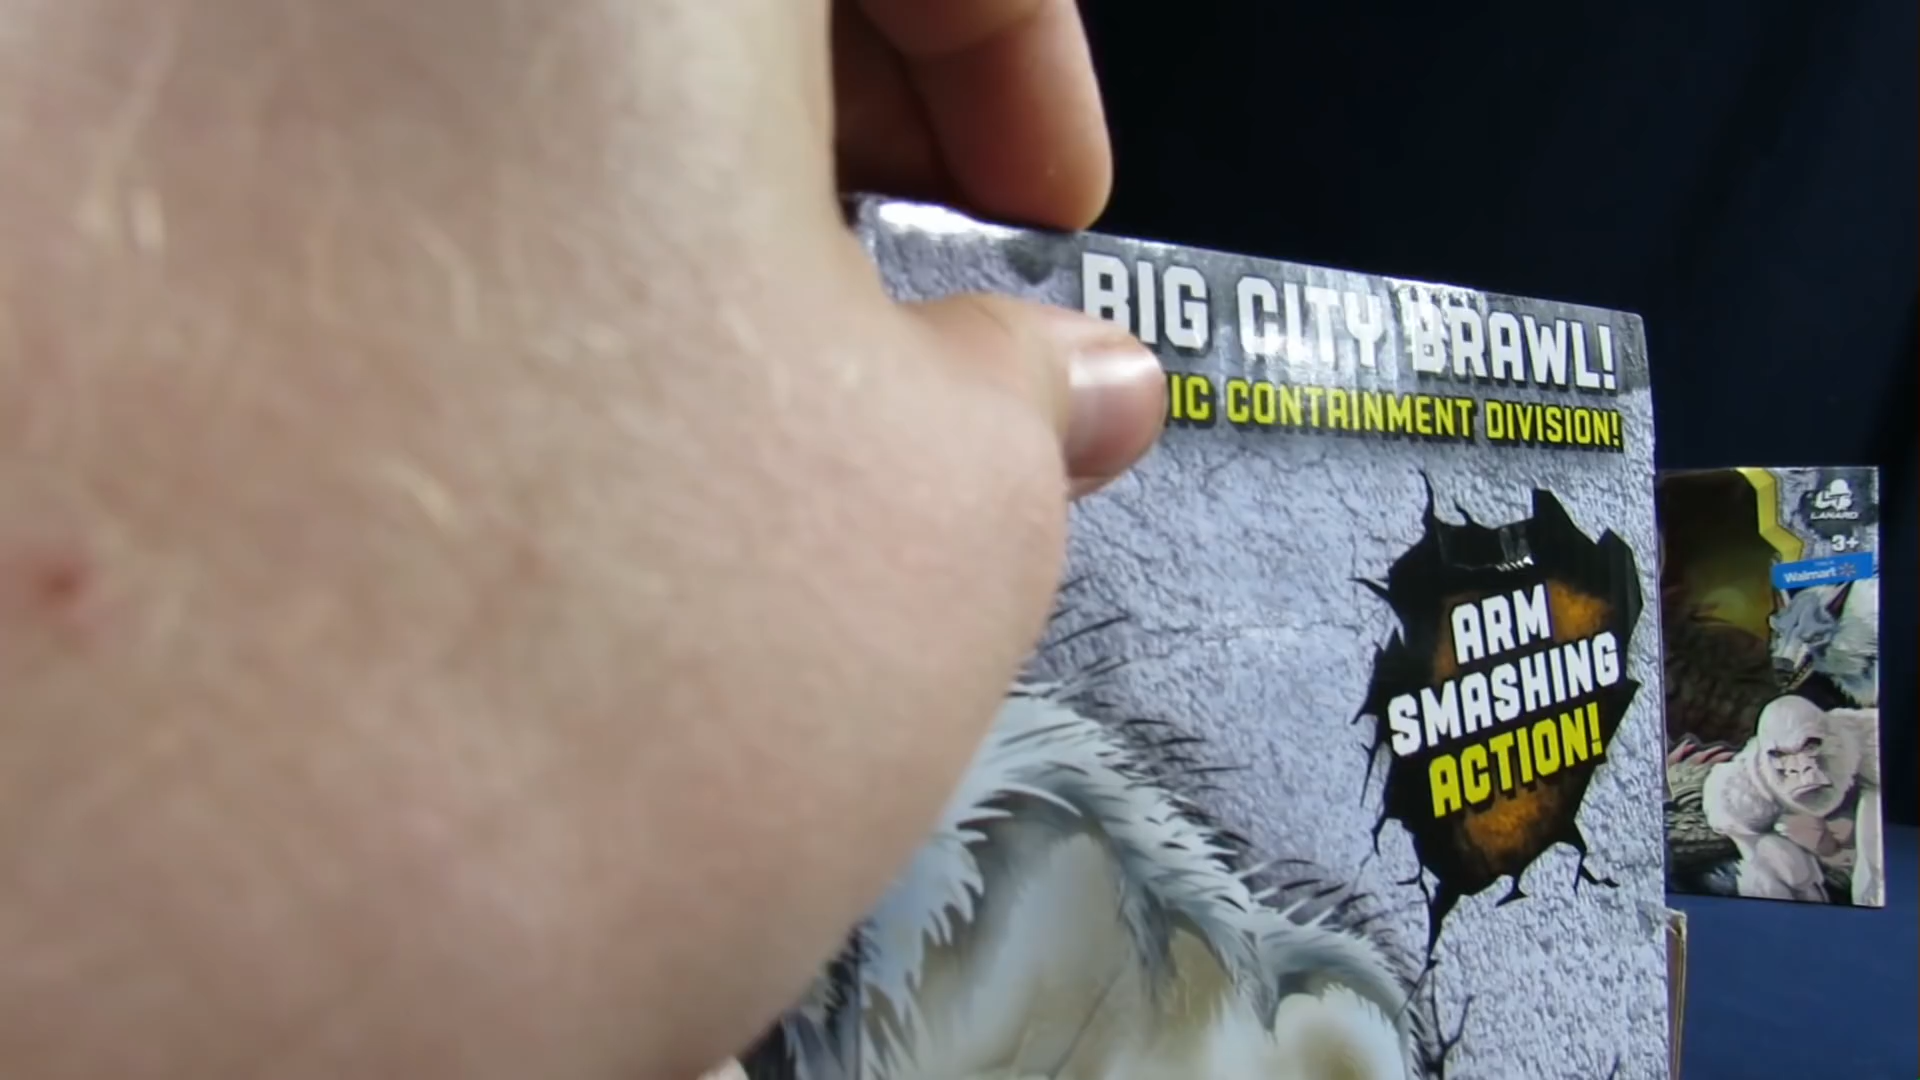 BIG CITY BRAWL!
IC CONTAINMENT DIVISION!
ARM
SMASHING
ACTION!
LANARD
3+
Walmart